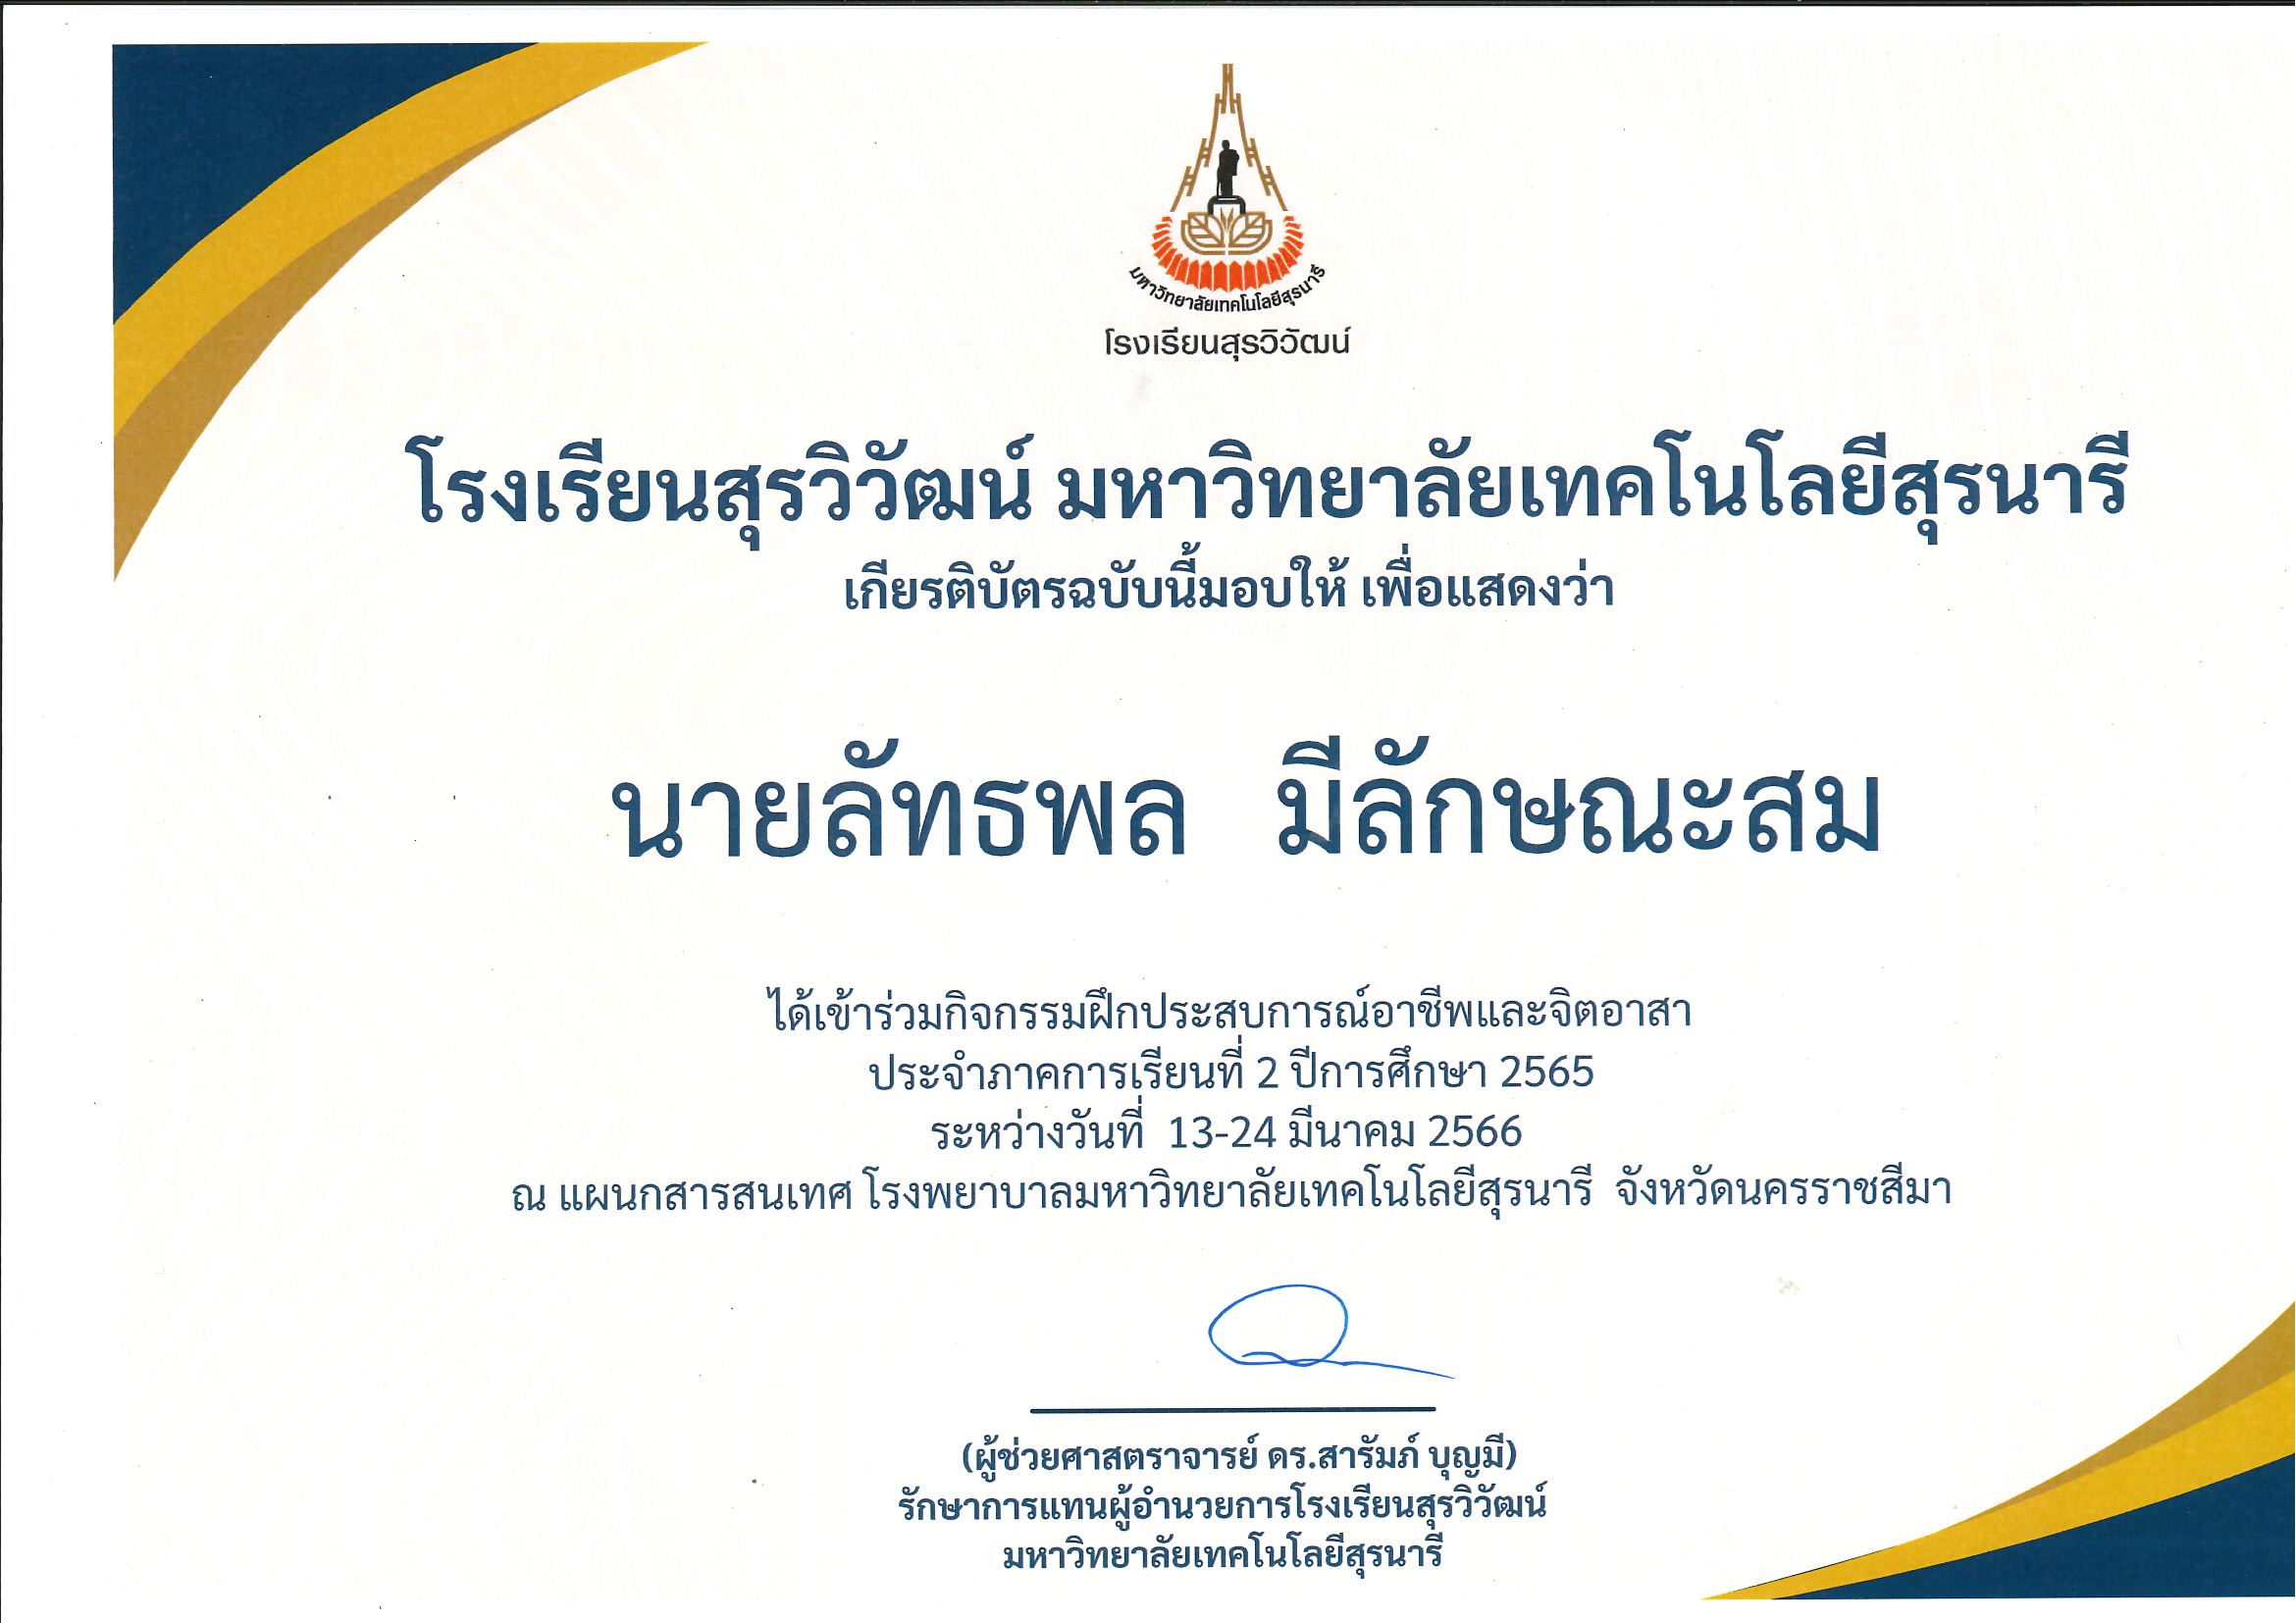 มหาวิทยาลัยเทคโนโลยีสุรนารี
โรงเรียนสุรวิวัฒน์
โรงเรียนสุรวิวัฒน์ มหาวิทยาลัยเทคโนโลยีสุรนารี
เกียรติบัตรฉบับนี้มอบให้ เพื่อแสดงว่า
นายลัทธพล มีลักษณะสม
ได้เข้าร่วมกิจกรรมฝึกประสบการณ์อาชีพและจิตอาสา
ประจำภาคการเรียนที่ 2 ปีการศึกษา 2565
ระหว่างวันที่ 13-24 มีนาคม 2566
ณ แผนกสารสนเทศ โรงพยาบาลมหาวิทยาลัยเทคโนโลยีสุรนารี จังหวัดนครราชสีมา
(ผู้ช่วยศาสตราจารย์ ดร.สารัมภ์ บุญมี)
รักษาการแทนผู้อำนวยการโรงเรียนสุรวิวัฒน์
มหาวิทยาลัยเทคโนโลยีสุรนารี